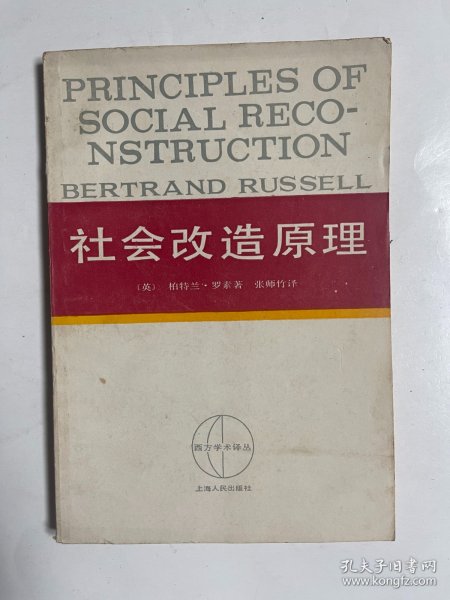 PRINCIPLES OF
SOCIAL RECO-
NSTRUCTION
BERTRAND RUSSELL
社会改造原理
〔英〕 柏特兰·罗素著 张师竹译
西方学术译丛
上海人民出版社
孔夫子旧书网
www.kongfz.com